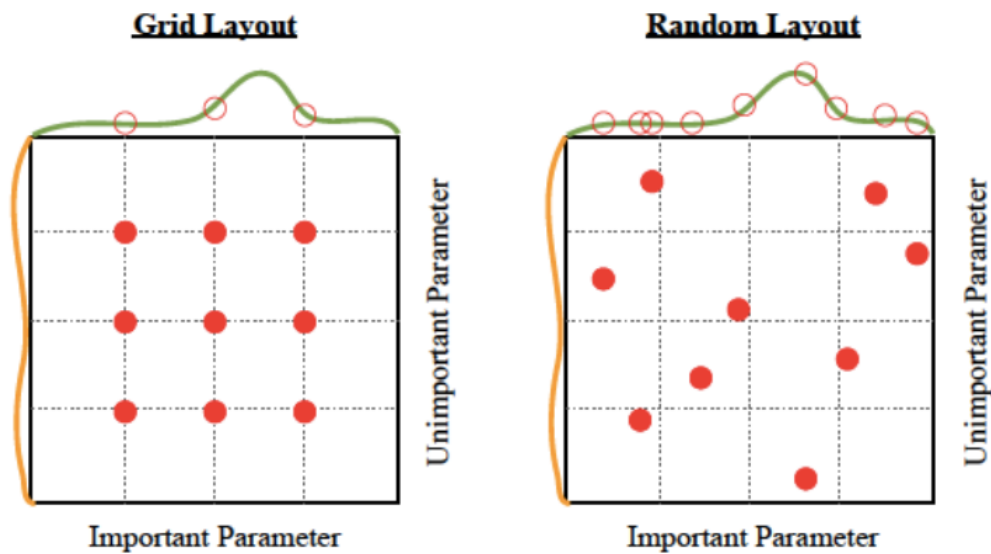 Grid Layout
Unimportant Parameter
Important Parameter
Random Layout
Unimportant Parameter
Important Parameter